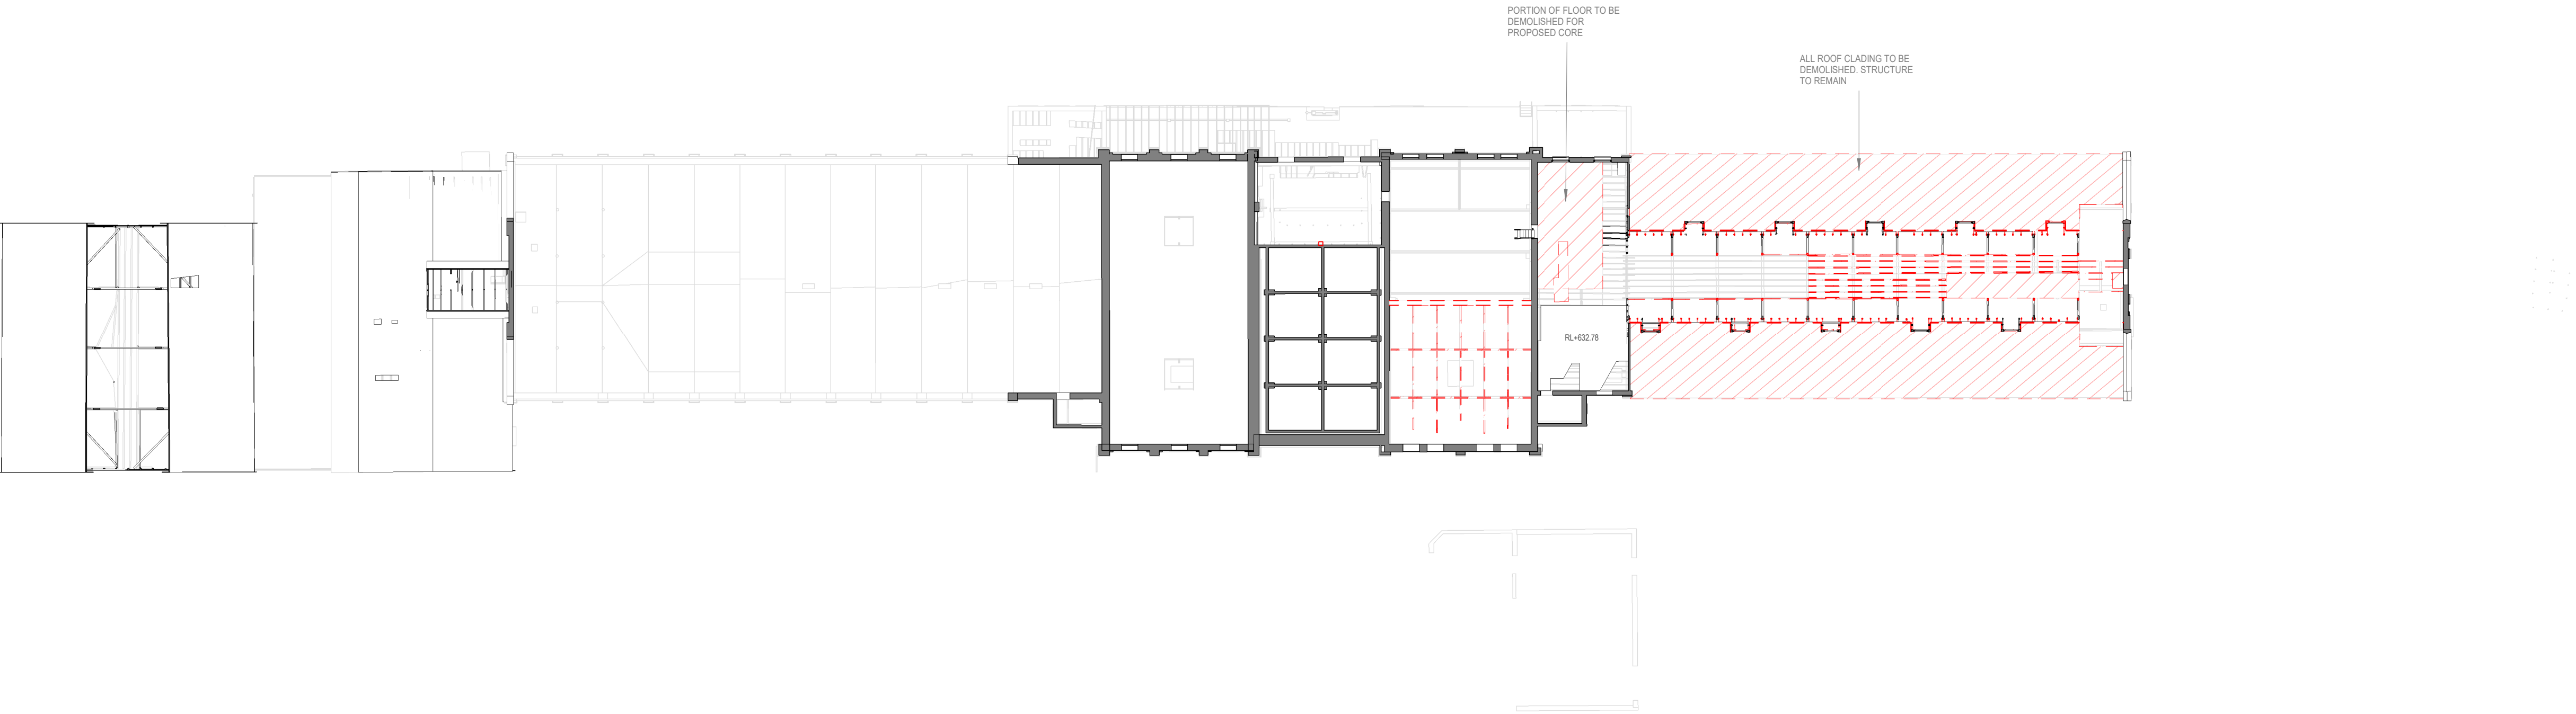 PORTION OF FLOOR TO BE
DEMOLISHED FOR
PROPOSED CORE
ALL ROOF CLADING TO BE
DEMOLISHED. STRUCTURE
TO REMAIN
RL+632.78